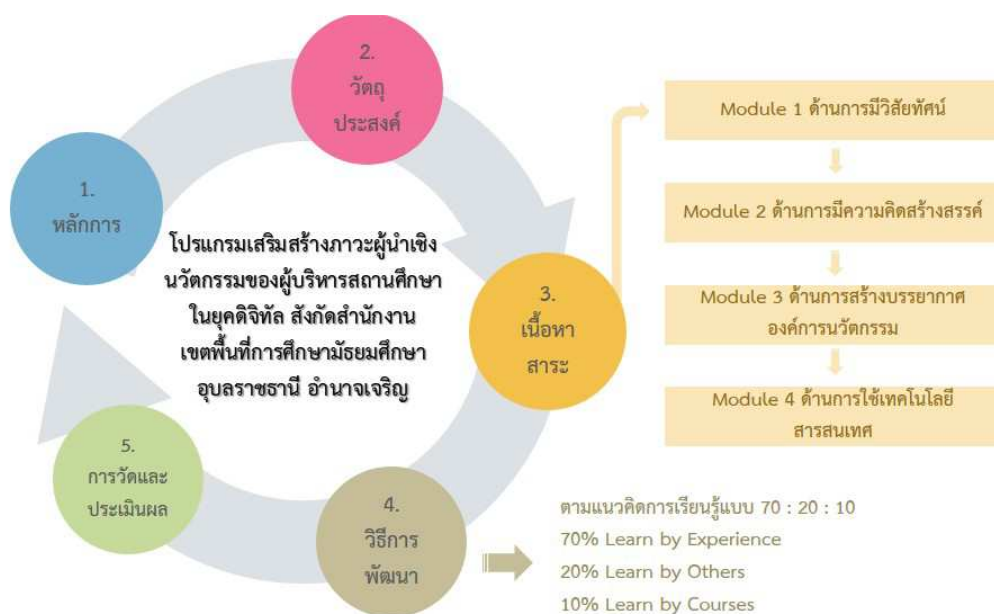 1.
หลักการ
2.
วัตถุ
ประสงค์
โปรแกรมเสริมสร้างภาวะผู้นำเชิง
นวัตกรรมของผู้บริหารสถานศึกษา
ในยุคดิจิทัล สังกัดสำนักงาน
เขตพื้นที่การศึกษามัธยมศึกษา
อุบลราชธานี อำนาจเจริญ
3.
เนื้อหา
สาระ
Module 1 ด้านการมีวิสัยทัศน์
Module 2 ด้านการมีความคิดสร้างสรรค์
Module 3 ด้านการสร้างบรรยากาศ
องค์การนวัตกรรม
Module 4 ด้านการใช้เทคโนโลยี
สารสนเทศ
4.
วิธีการ
พัฒนา
ตามแนวคิดการเรียนรู้แบบ 70 : 20 : 10
70% Learn by Experience
20% Learn by Others
10% Learn by Courses
5.
การวัดและ
ประเมินผล